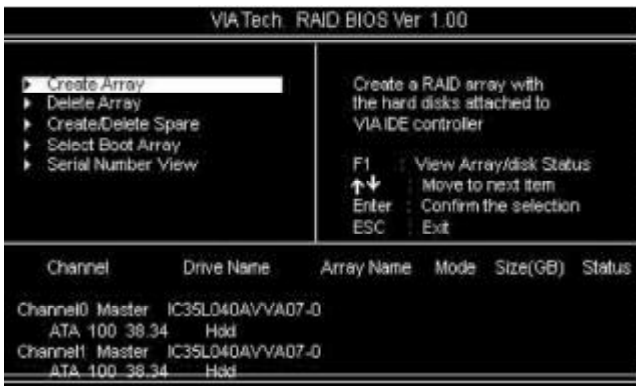 VIA Tech. RAID BIOS Ver 1.00
Create Array
Delete Array
Create/Delete Spare
Select Boot Array
Serial Number View
Create a RAID array with
the hard disks attached to
VIA IDE controller
F1 : View Array/disk Status
↑↓ : Move to next item
Enter : Confirm the selection
ESC : Exit
Channel Drive Name Array Name Mode Size(GB) Status
Channel0 Master IC35L040AVVA07-0
ATA 100 38.34 Hdd
Channel1 Master IC35L040AVVA07-0
ATA 100 38.34 Hdd